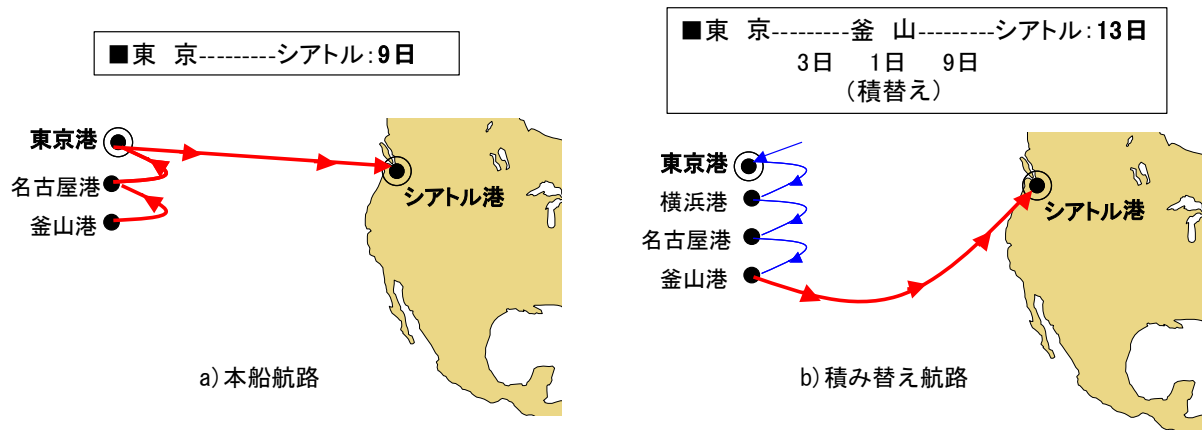 ■東　京---------シアトル：9日
東京港
名古屋港
釜山港
シアトル港
a)本船航路
■東　京---------釜　山---------シアトル：13日
3日　1日　9日
（積替え）
東京港
横浜港
名古屋港
釜山港
シアトル港
b)積み替え航路